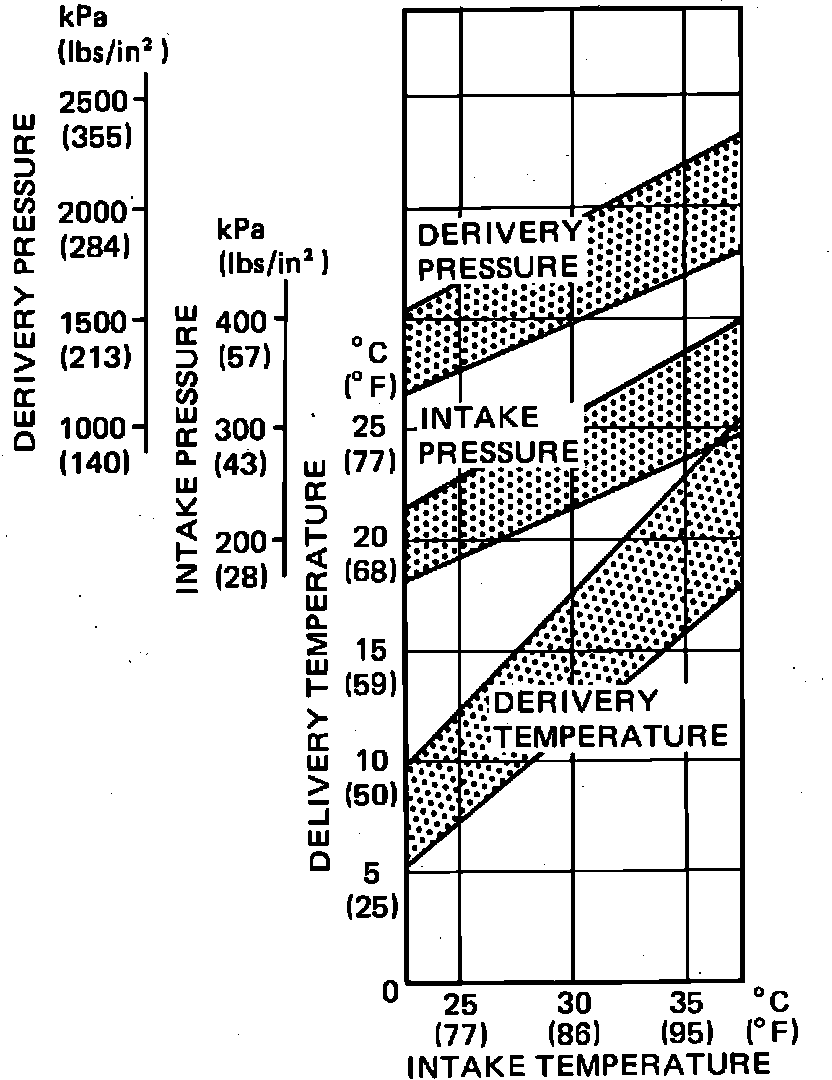 kPa
(lbs/in²)
DERIVERY PRESSURE
2500
(355)
2000
(284)
1500
(213)
1000
(140)
kPa
(lbs/in²)
INTAKE PRESSURE
400
(57)
300
(43)
200
(28)
°C
(°F)
DELIVERY TEMPERATURE
25
(77)
20
(68)
15
(59)
10
(50)
5
(25)
0
DERIVERY
PRESSURE
INTAKE
PRESSURE
DERIVERY
TEMPERATURE
25 30 35 °C
(77) (86) (95) (°F)
INTAKE TEMPERATURE